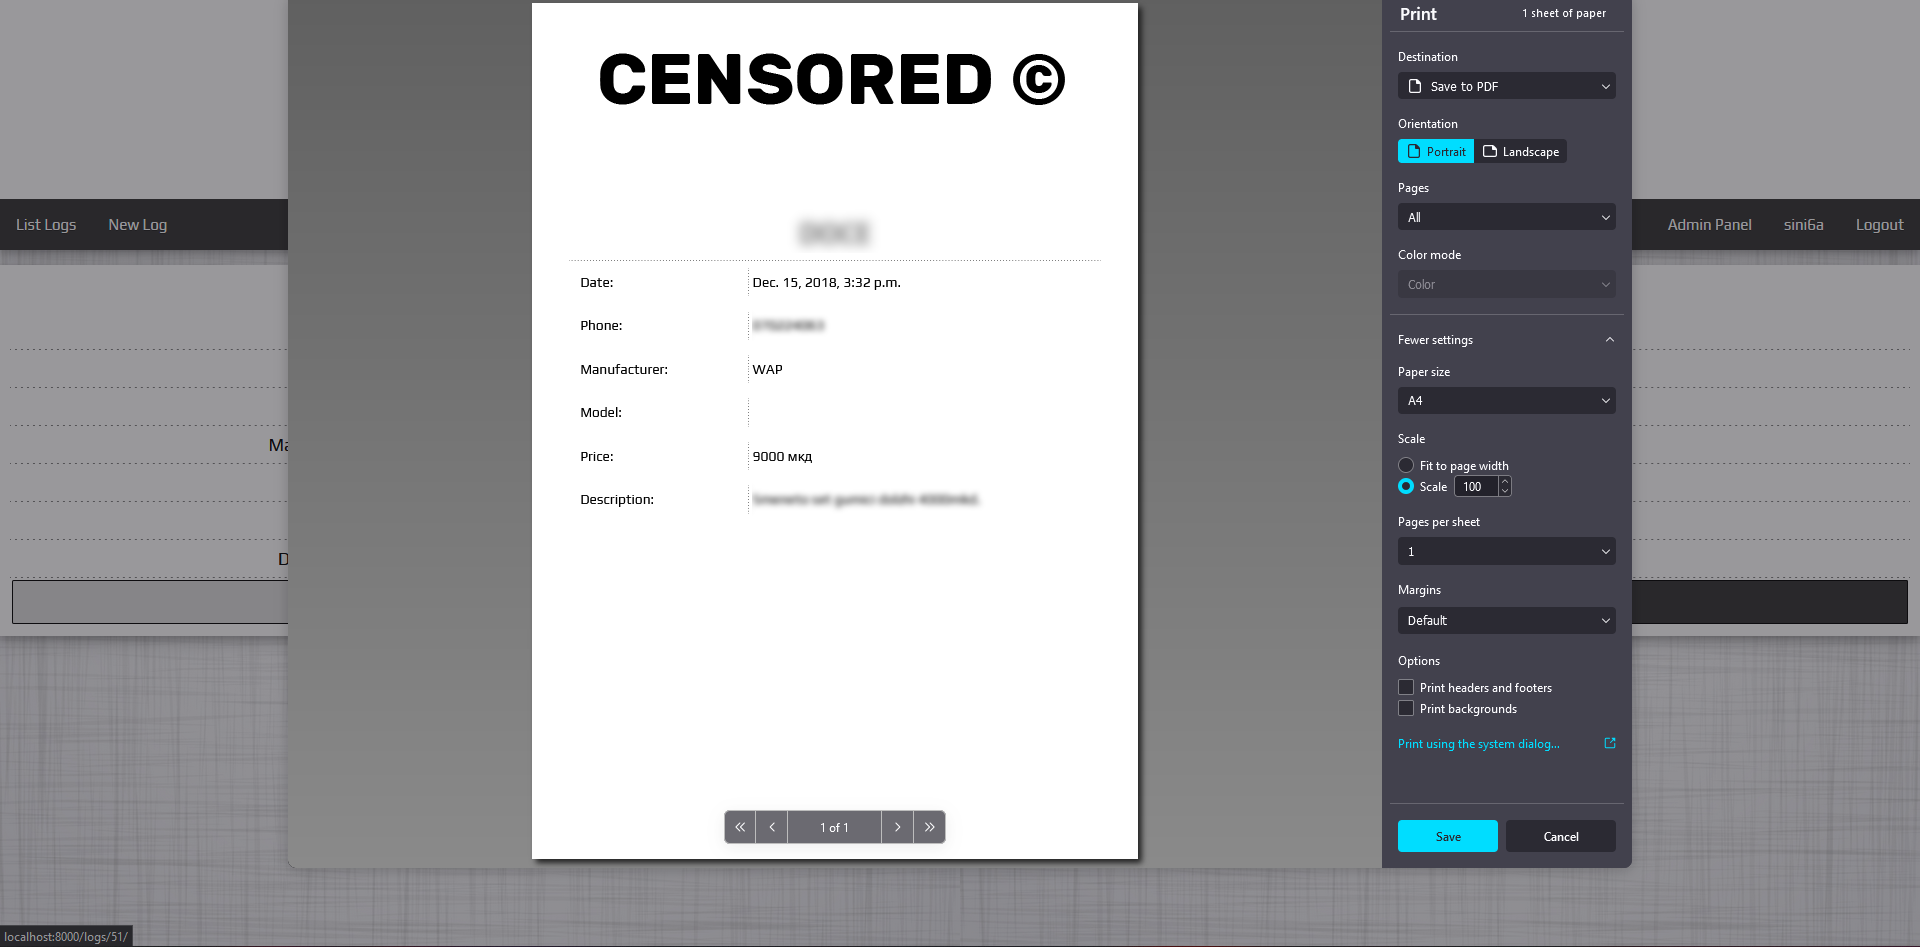 CENSORED ©
Date: Dec. 15, 2018, 3:32 p.m.
Phone:
Manufacturer: WAP
Model:
Price: 9000 мкд
Description:
1 of 1
List Logs New Log
Ma
D
Admin Panel sini6a Logout
Print 1 sheet of paper
Destination
Save to PDF
Orientation
Portrait Landscape
Pages
All
Color mode
Color
Fewer settings
Paper size
A4
Scale
Fit to page width
Scale 100
Pages per sheet
1
Margins
Default
Options
Print headers and footers
Print backgrounds
Print using the system dialog...
Save Cancel
localhost:8000/logs/51/